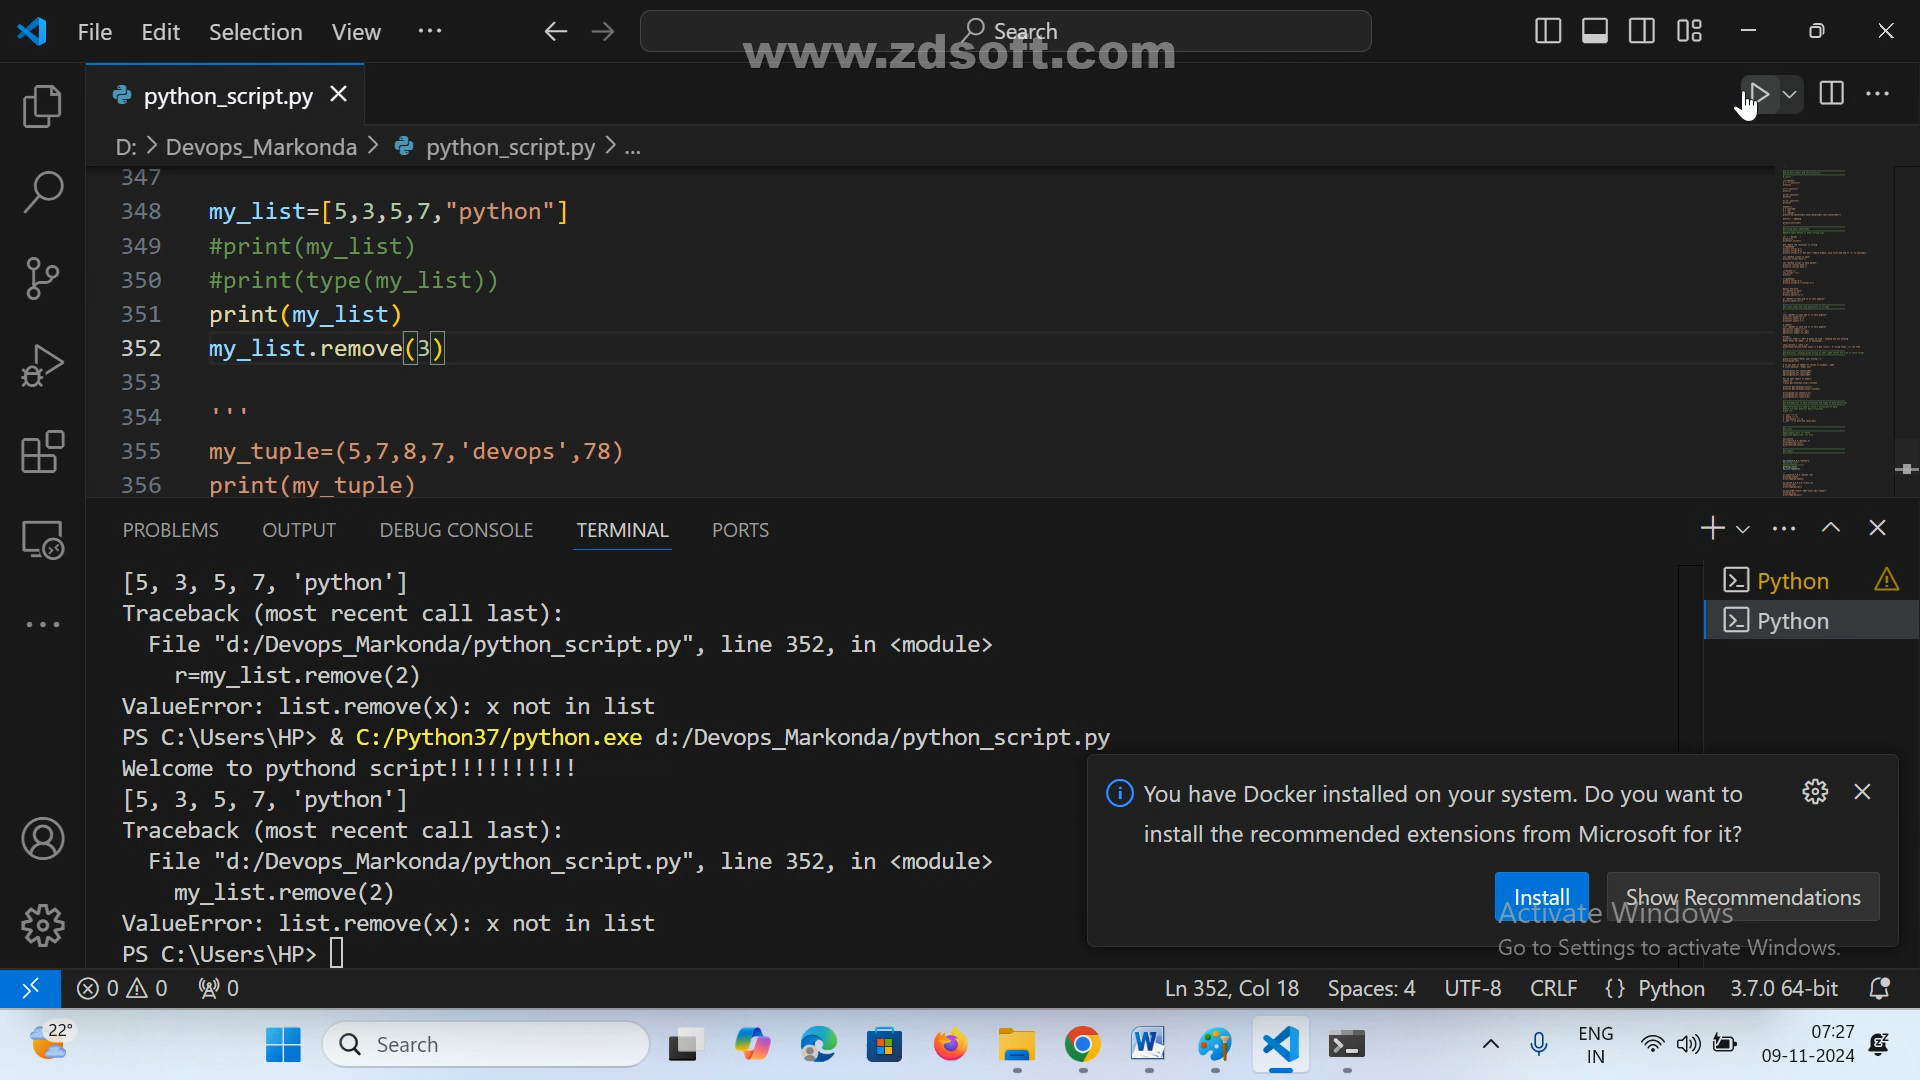 File Edit Selection View ··· Search
www.zdsoft.com
python_script.py
D: > Devops_Markonda > python_script.py > ...
347
348 my_list=[5,3,5,7,"python"]
349 #print(my_list)
350 #print(type(my_list))
351 print(my_list)
352 my_list.remove(3)
353
354 '''
355 my_tuple=(5,7,8,7,'devops',78)
356 print(my_tuple)
PROBLEMS OUTPUT DEBUG CONSOLE TERMINAL PORTS
[5, 3, 5, 7, 'python']
Traceback (most recent call last):
File "d:/Devops_Markonda/python_script.py", line 352, in <module>
r=my_list.remove(2)
ValueError: list.remove(x): x not in list
PS C:\Users\HP> & C:/Python37/python.exe d:/Devops_Markonda/python_script.py
Welcome to pythond script!!!!!!!!!!
[5, 3, 5, 7, 'python']
Traceback (most recent call last):
File "d:/Devops_Markonda/python_script.py", line 352, in <module>
my_list.remove(2)
ValueError: list.remove(x): x not in list
PS C:\Users\HP>
Python
Python
You have Docker installed on your system. Do you want to
install the recommended extensions from Microsoft for it?
Install Show Recommendations
Activate Windows
Go to Settings to activate Windows.
0 0 0 Ln 352, Col 18 Spaces: 4 UTF-8 CRLF {} Python 3.7.0 64-bit
22° Search ENG 07:27
IN 09-11-2024